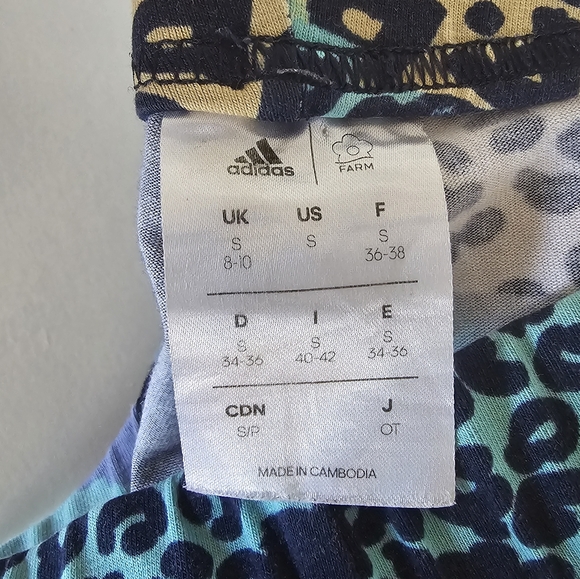 adidas FARM
UK US F
S S S
8-10 36-38
D I E
S S S
34-36 40-42 34-36
CDN J
S/P OT
MADE IN CAMBODIA